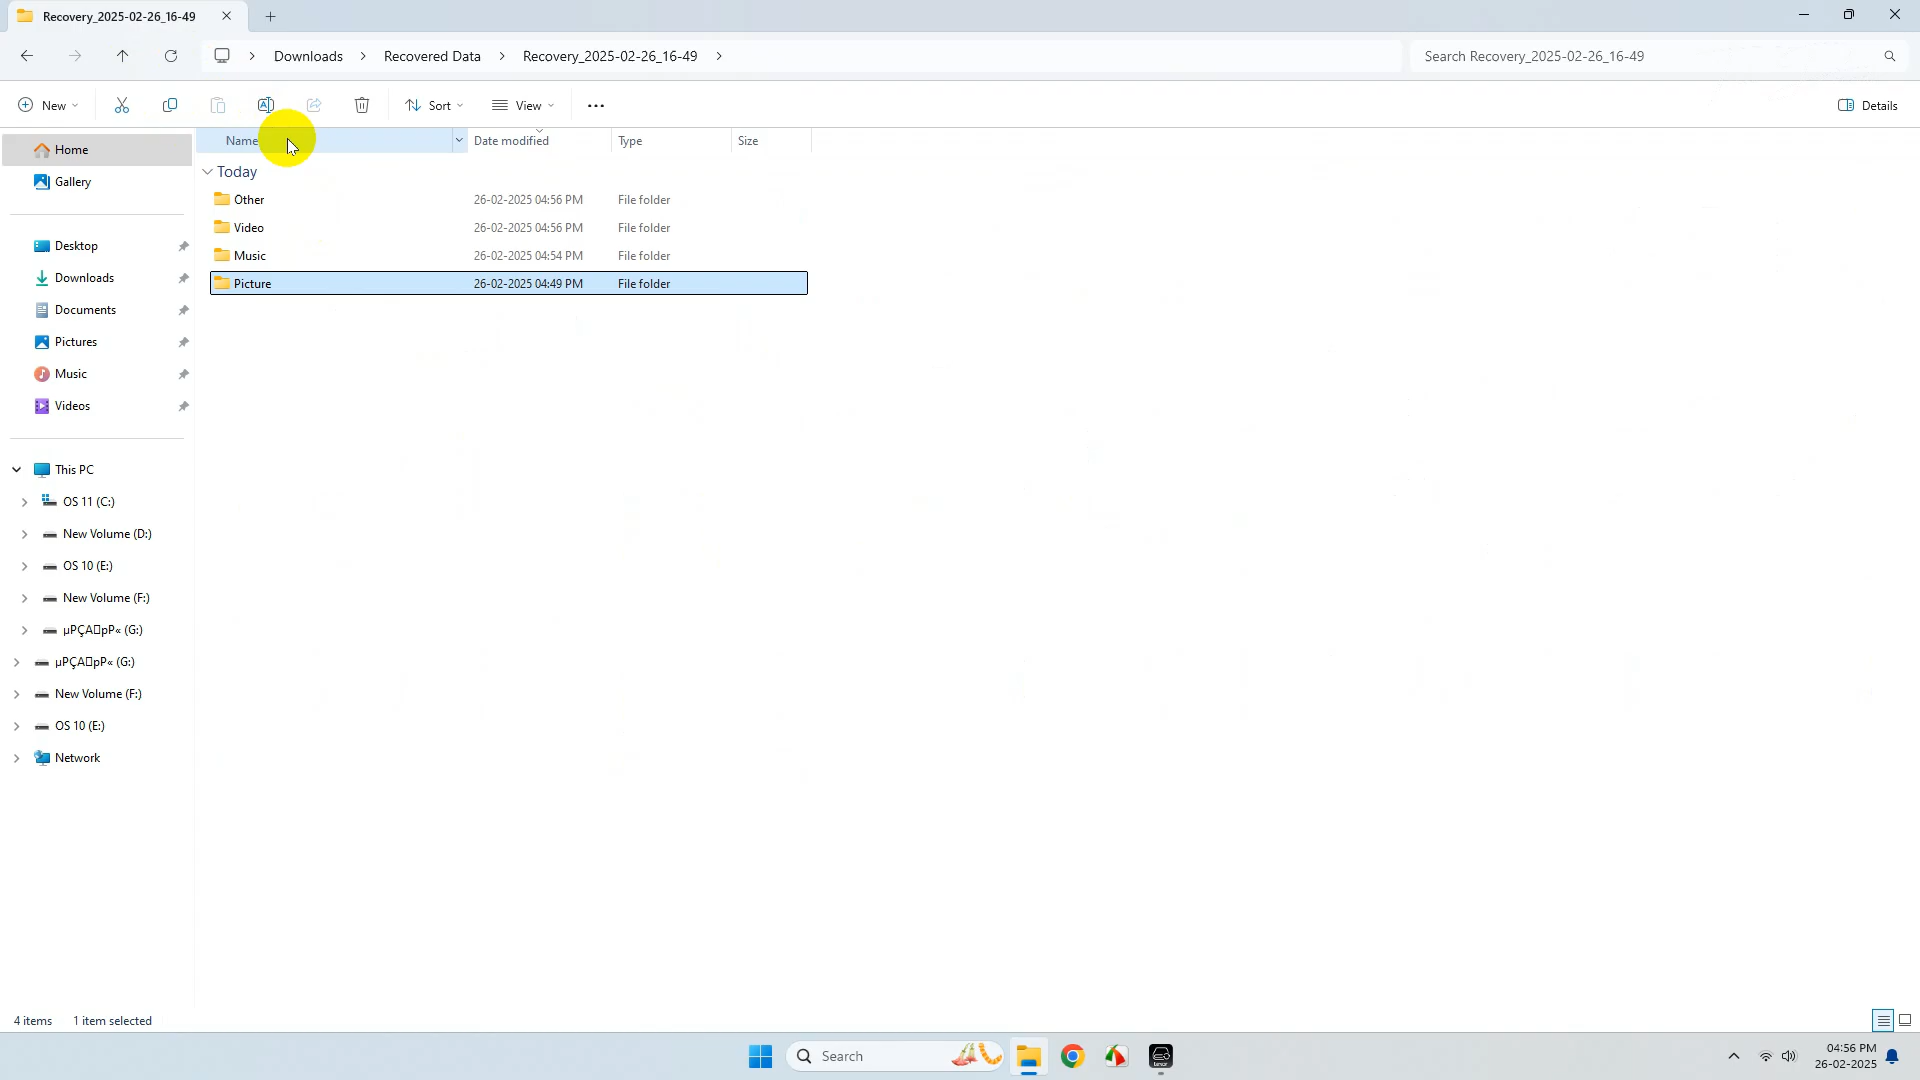 Recovery_2025-02-26_16-49
Downloads > Recovered Data > Recovery_2025-02-26_16-49 >
Search Recovery_2025-02-26_16-49
New
Sort
View
Details
Home
Gallery
Desktop
Downloads
Documents
Pictures
Music
Videos
This PC
OS 11 (C:)
New Volume (D:)
OS 10 (E:)
New Volume (F:)
µPÇA▯pP« (G:)
µPÇA▯pP« (G:)
New Volume (F:)
OS 10 (E:)
Network
Name Date modified Type Size
Today
Other 26-02-2025 04:56 PM File folder
Video 26-02-2025 04:56 PM File folder
Music 26-02-2025 04:54 PM File folder
Picture 26-02-2025 04:49 PM File folder
4 items 1 item selected
Search
04:56 PM
26-02-2025